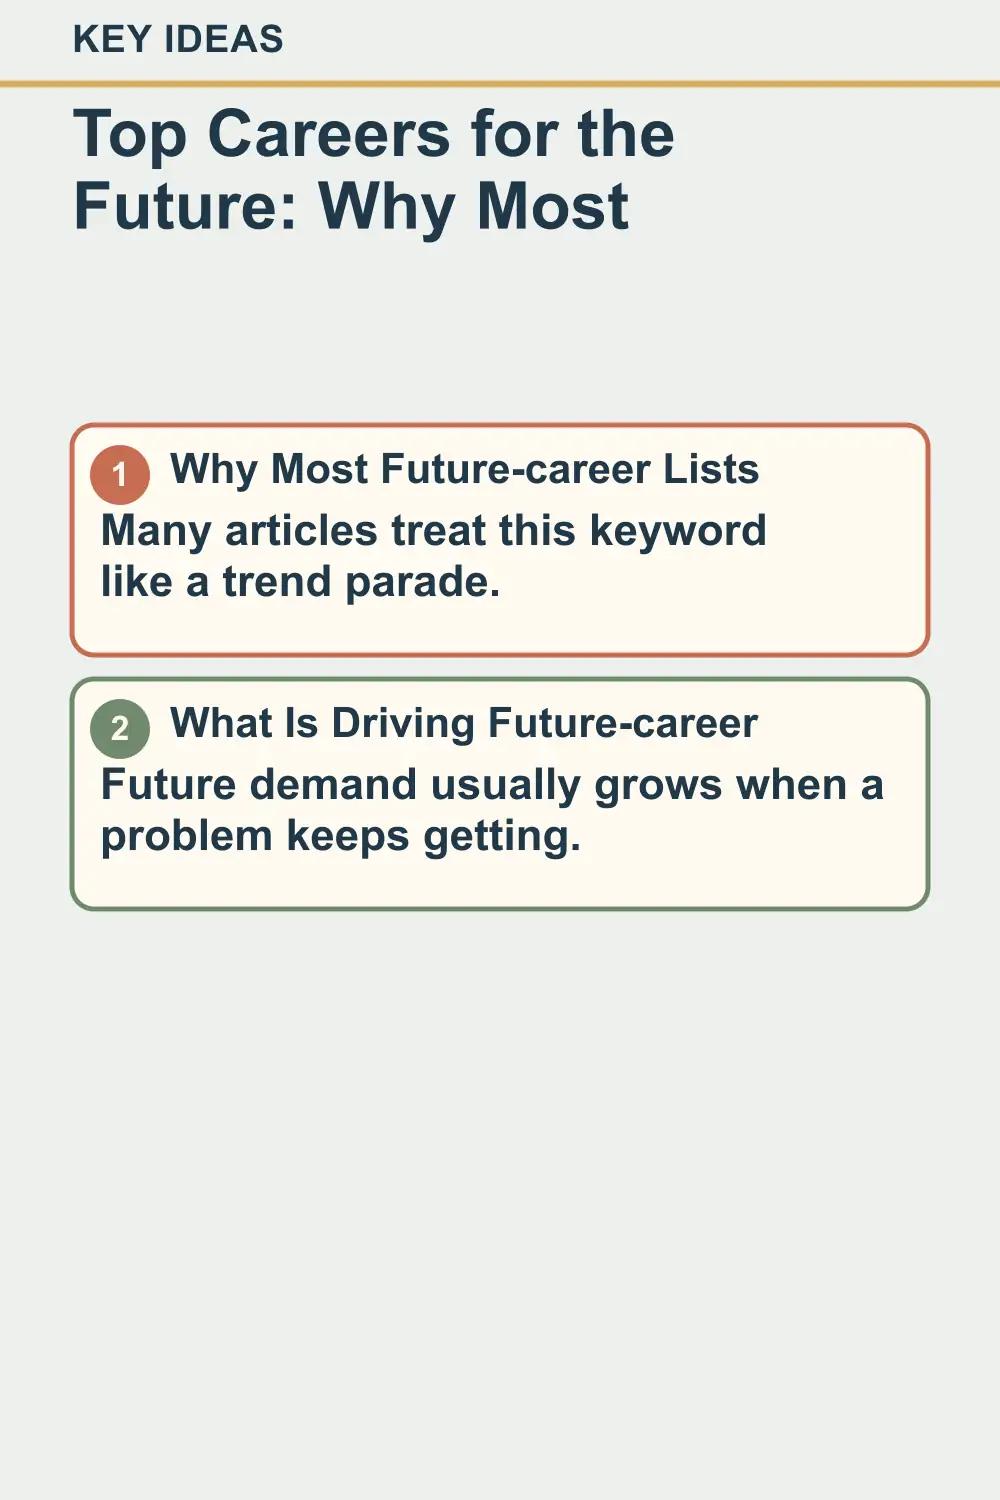 KEY IDEAS
Top Careers for the
Future: Why Most
1 Why Most Future-career Lists
Many articles treat this keyword
like a trend parade.
2 What Is Driving Future-career
Future demand usually grows when a
problem keeps getting.